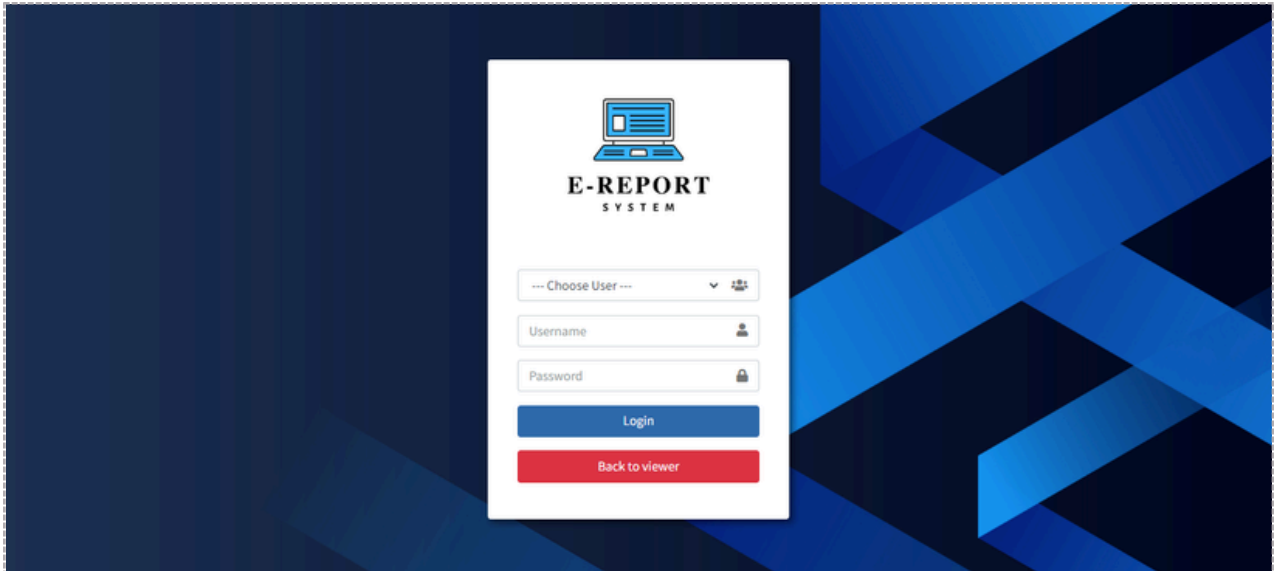 E-REPORT
SYSTEM
--- Choose User ---
Username
Password
Login
Back to viewer